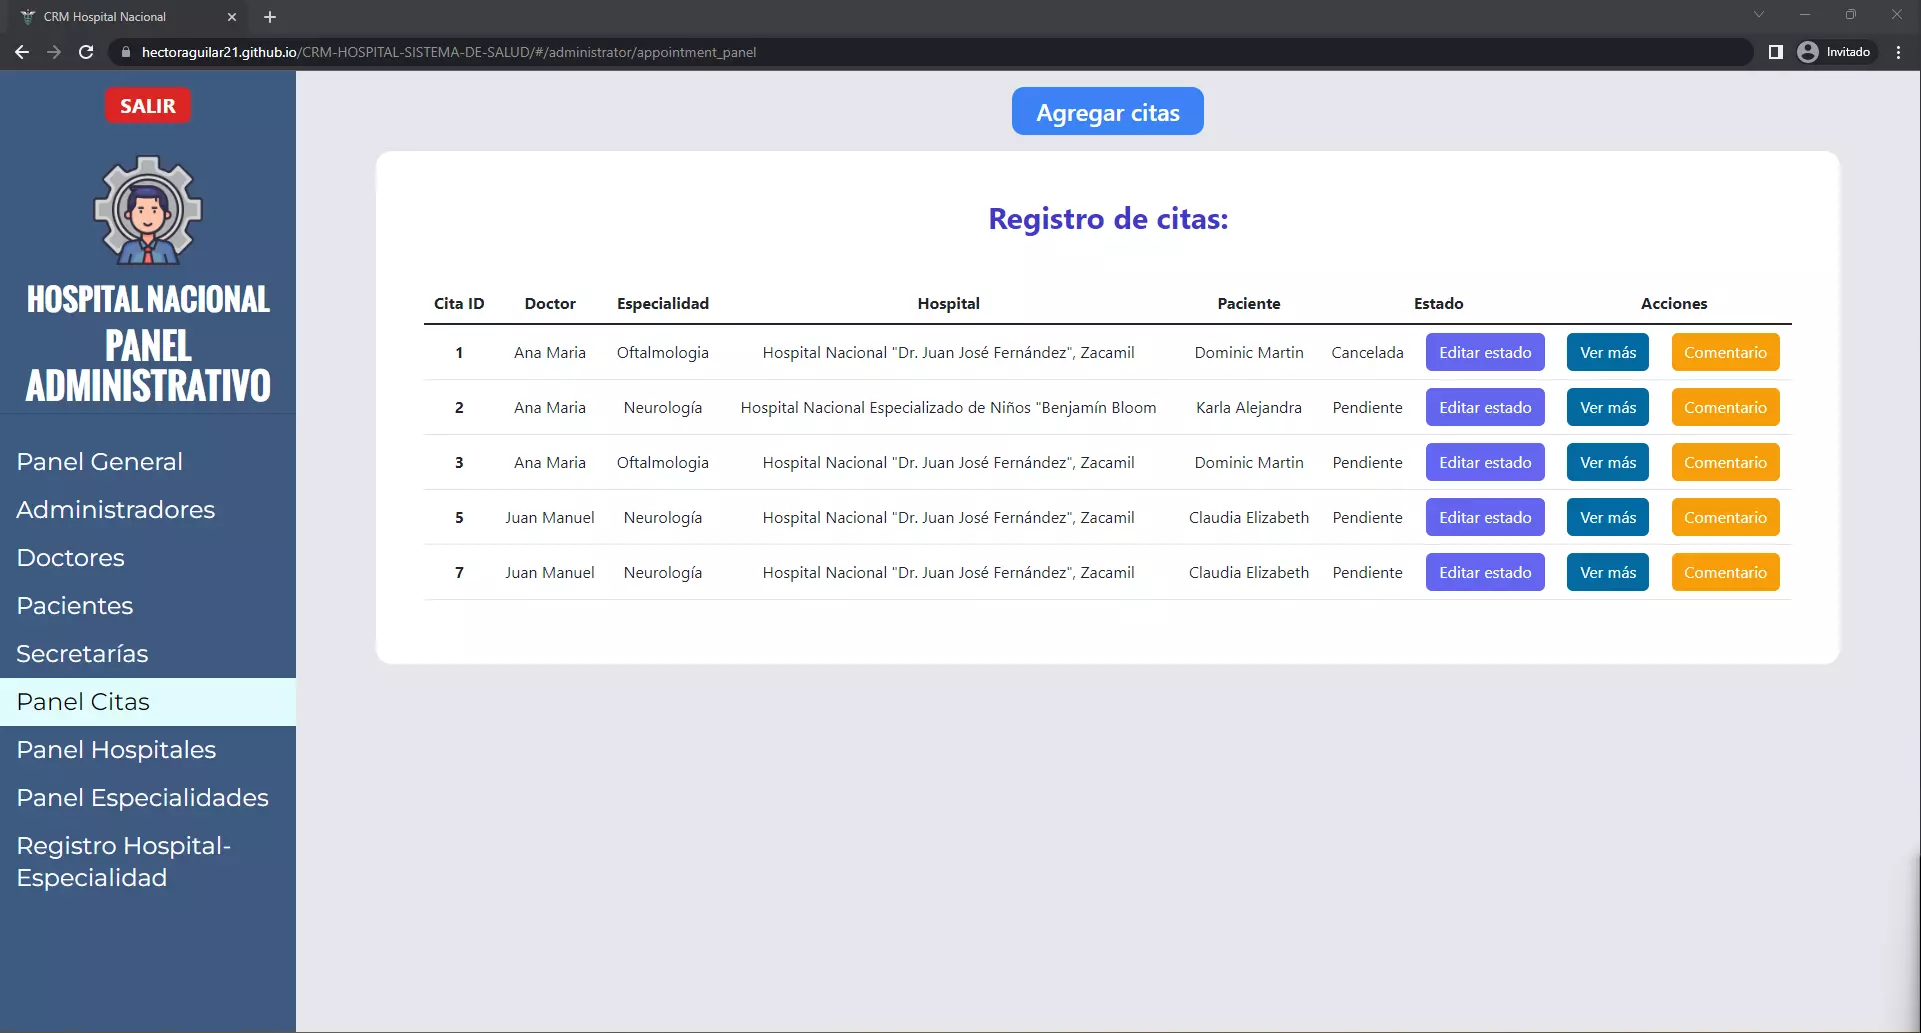 CRM Hospital Nacional
hectoraguilar21.github.io/CRM-HOSPITAL-SISTEMA-DE-SALUD/#/administrator/appointment_panel
Invitado
SALIR
HOSPITAL NACIONAL
PANEL
ADMINISTRATIVO
Panel General
Administradores
Doctores
Pacientes
Secretarías
Panel Citas
Panel Hospitales
Panel Especialidades
Registro Hospital-
Especialidad
Agregar citas
Registro de citas:
Cita ID Doctor Especialidad Hospital Paciente Estado Acciones
1 Ana Maria Oftalmologia Hospital Nacional "Dr. Juan José Fernández", Zacamil Dominic Martin Cancelada Editar estado Ver más Comentario
2 Ana Maria Neurología Hospital Nacional Especializado de Niños "Benjamín Bloom Karla Alejandra Pendiente Editar estado Ver más Comentario
3 Ana Maria Oftalmologia Hospital Nacional "Dr. Juan José Fernández", Zacamil Dominic Martin Pendiente Editar estado Ver más Comentario
5 Juan Manuel Neurología Hospital Nacional "Dr. Juan José Fernández", Zacamil Claudia Elizabeth Pendiente Editar estado Ver más Comentario
7 Juan Manuel Neurología Hospital Nacional "Dr. Juan José Fernández", Zacamil Claudia Elizabeth Pendiente Editar estado Ver más Comentario